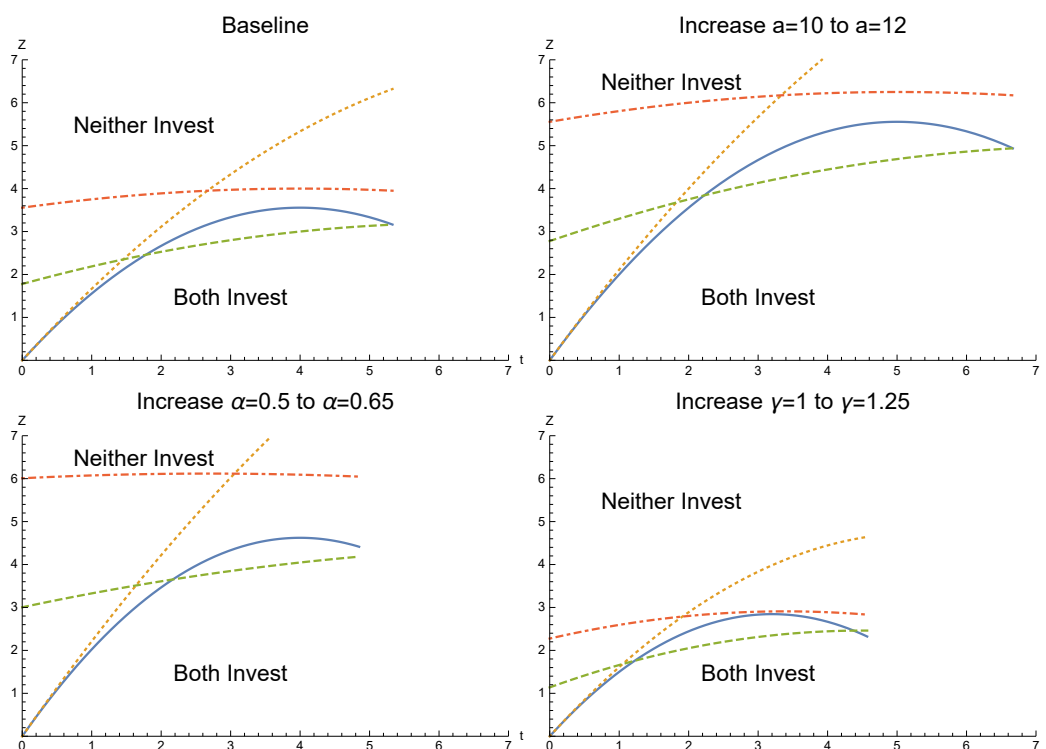 Baseline
Z
7
6
5
4
3
2
1
0 1 2 3 4 5 6 7
t
Neither Invest
Both Invest
Increase a=10 to a=12
Z
7
6
5
4
3
2
1
0 1 2 3 4 5 6 7
Neither Invest
Both Invest
Increase α=0.5 to α=0.65
Z
7
6
5
4
3
2
1
0 1 2 3 4 5 6 7
t
Neither Invest
Both Invest
Increase γ=1 to γ=1.25
Z
7
6
5
4
3
2
1
0 1 2 3 4 5 6 7
Neither Invest
Both Invest